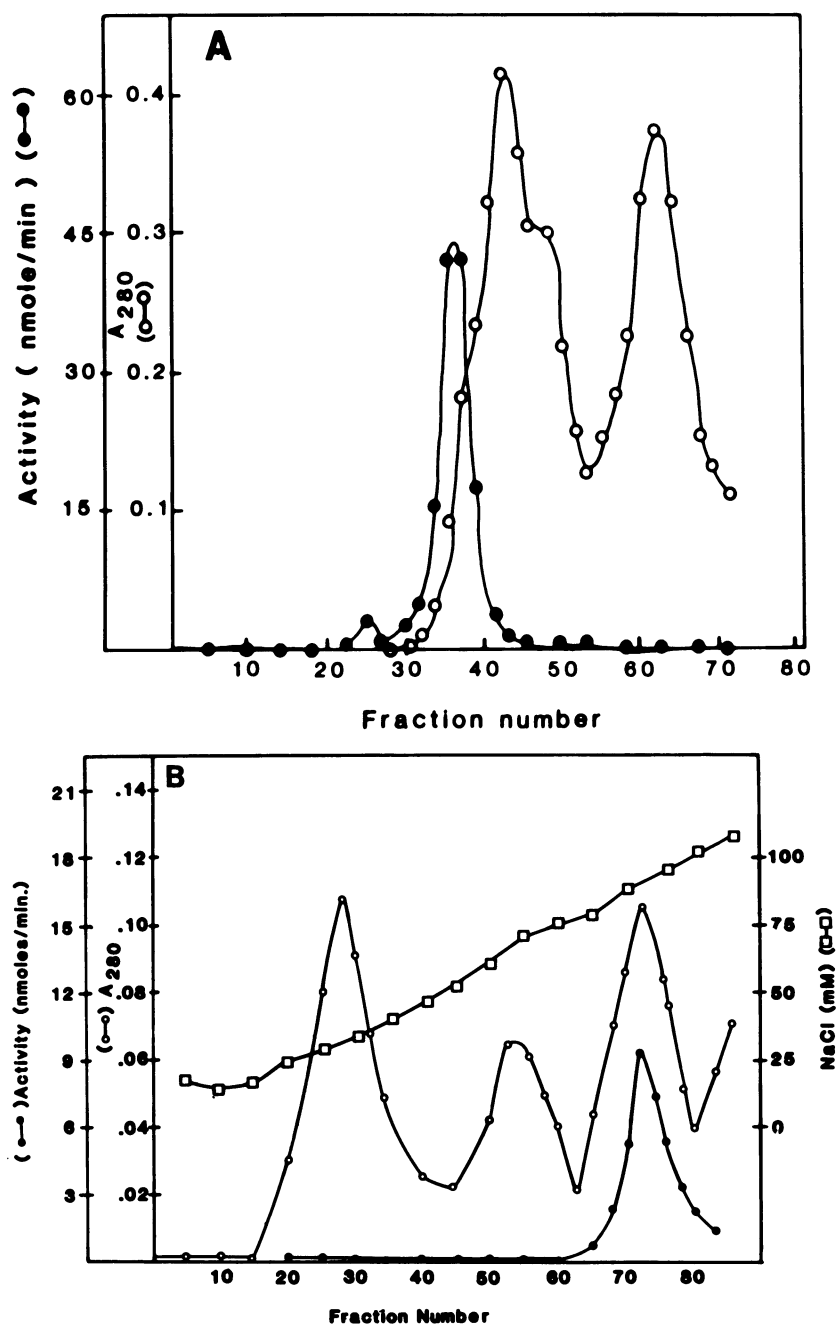 A
Activity ( nmole/min ) (●-●)
A280
(o-o)
60
45
30
15
0.4
0.3
0.2
0.1
10 20 30 40 50 60 70 80
Fraction number
B
(●-●)Activity (nmoles/min.)
(o-o) A280
21
18
15
12
9
6
3
.14
.12
.10
.08
.06
.04
.02
100
75
50
25
0
NaCl (mM) (□-□)
10 20 30 40 50 60 70 80
Fraction Number